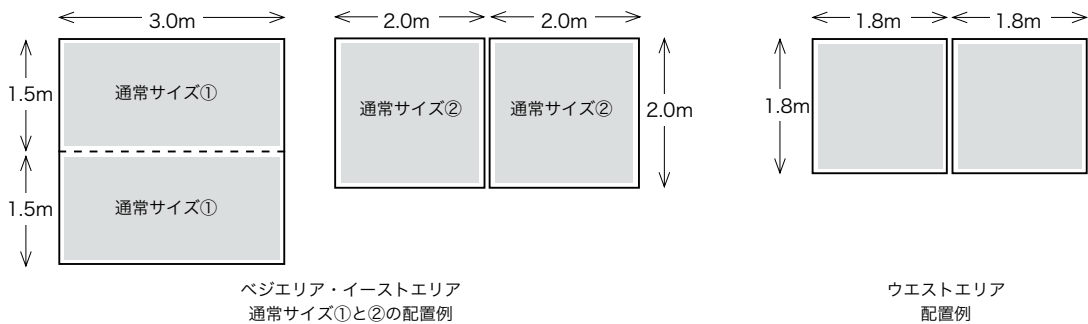 3.0m
1.5m
通常サイズ①
1.5m
通常サイズ①
2.0m
2.0m
通常サイズ②
通常サイズ②
2.0m
ベジエリア・イーストエリア
通常サイズ①と②の配置例
1.8m
1.8m
1.8m
ウエストエリア
配置例